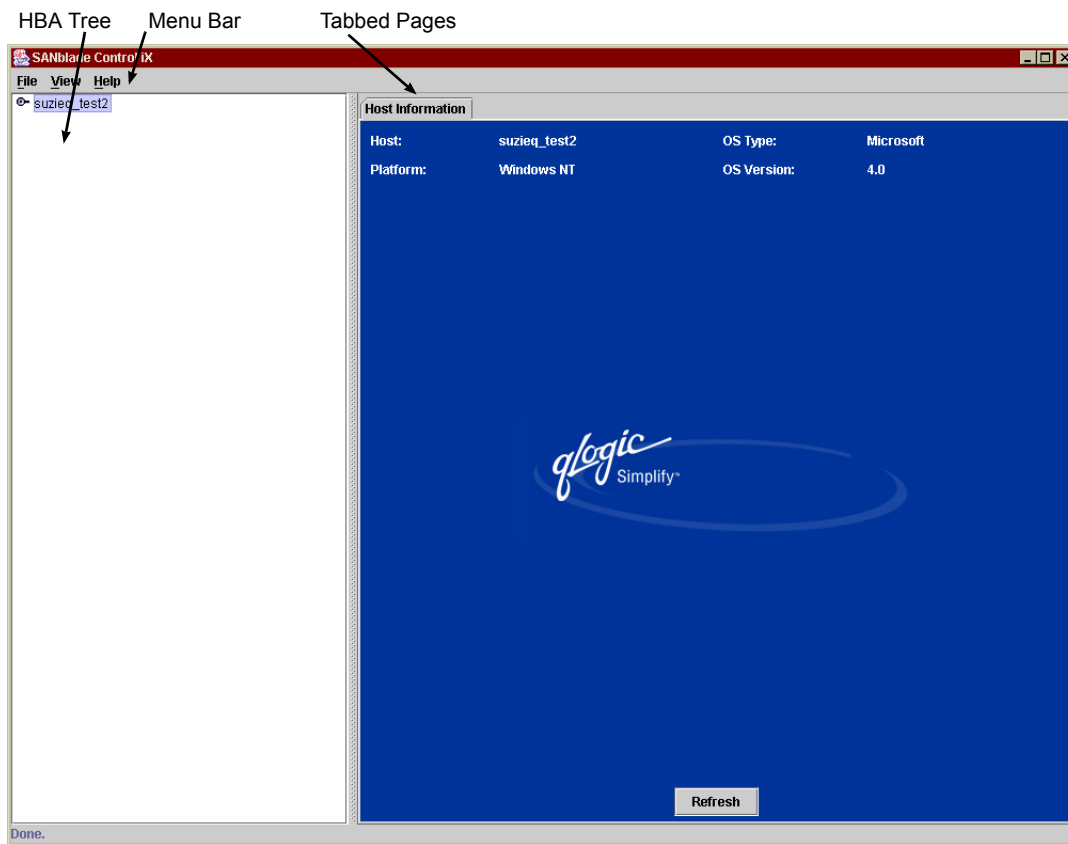 HBA Tree Menu Bar Tabbed Pages
SANblade Control iX
File View Help
suzieq_test2
Host Information
Host: suzieq_test2 OS Type: Microsoft
Platform: Windows NT OS Version: 4.0
qlogic
Simplify™
Refresh
Done.